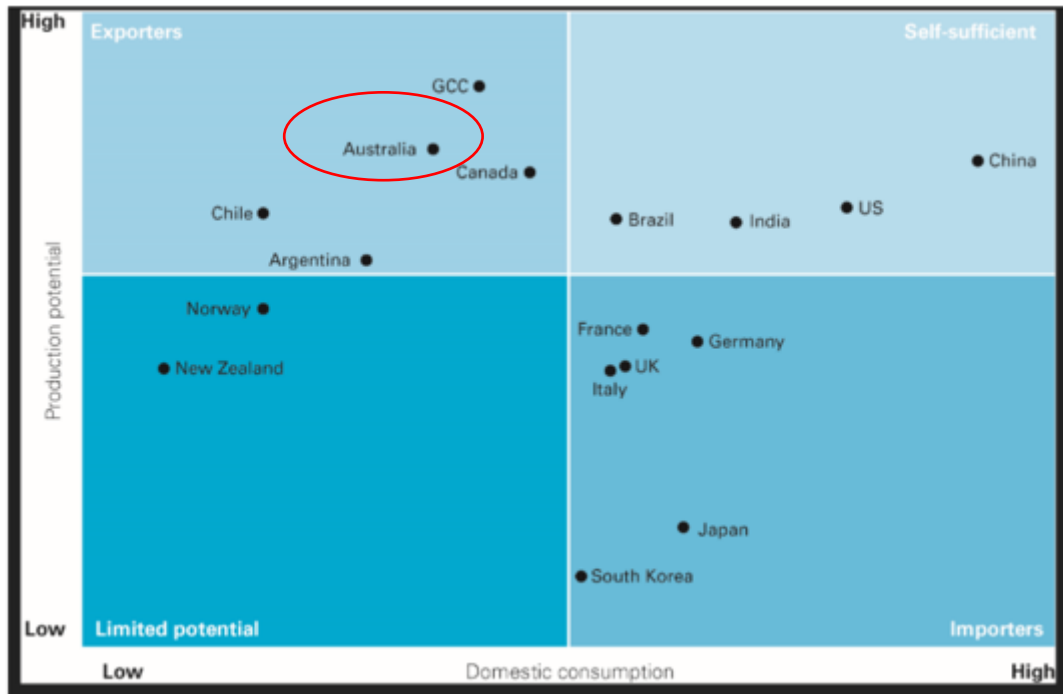 High
Exporters
Self-sufficient
GCC
Australia
China
Canada
US
Chile
Brazil
India
Argentina
Production potential
Norway
France
Germany
New Zealand
UK
Italy
Japan
South Korea
Low
Limited potential
Importers
Low
Domestic consumption
High